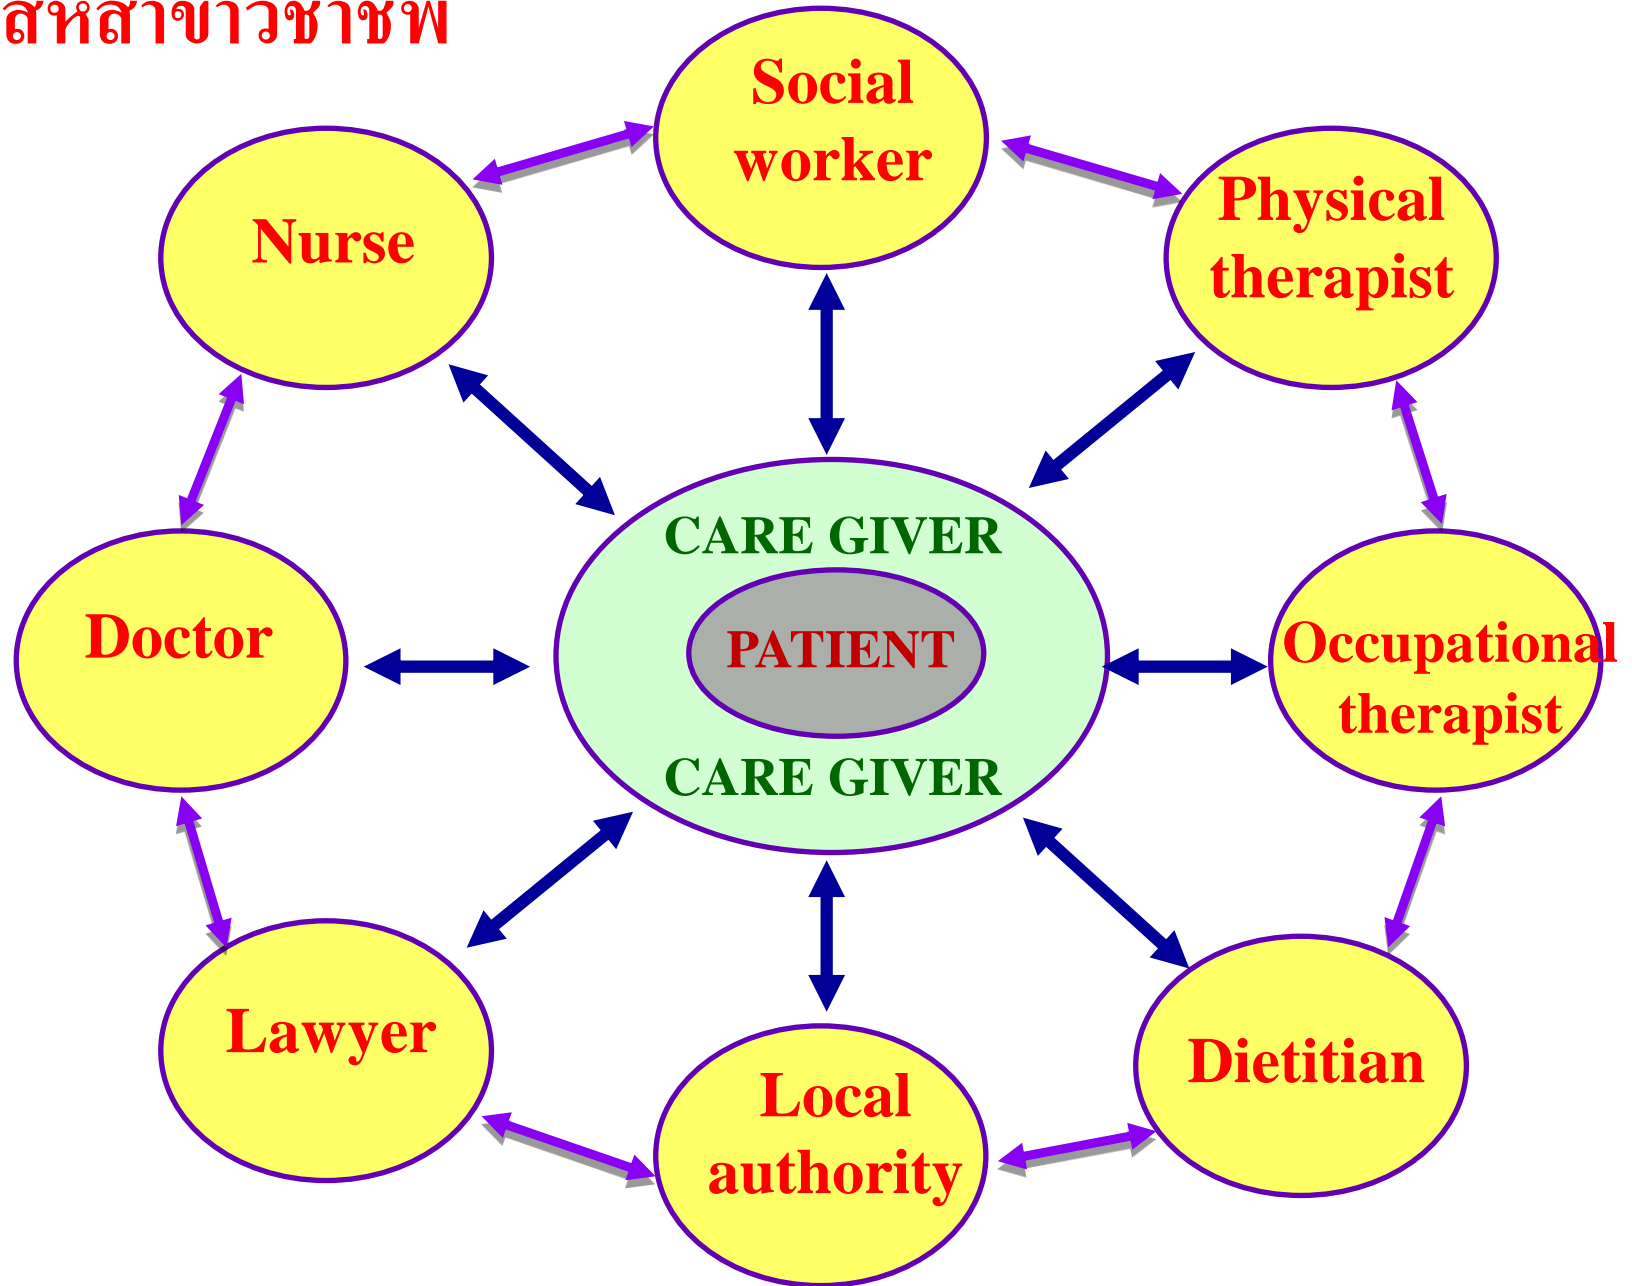 สหสาขาวิชาชีพ
Social
worker
Nurse
Physical
therapist
CARE GIVER
PATIENT
Doctor
Occupational
therapist
CARE GIVER
Lawyer
Dietitian
Local
authority